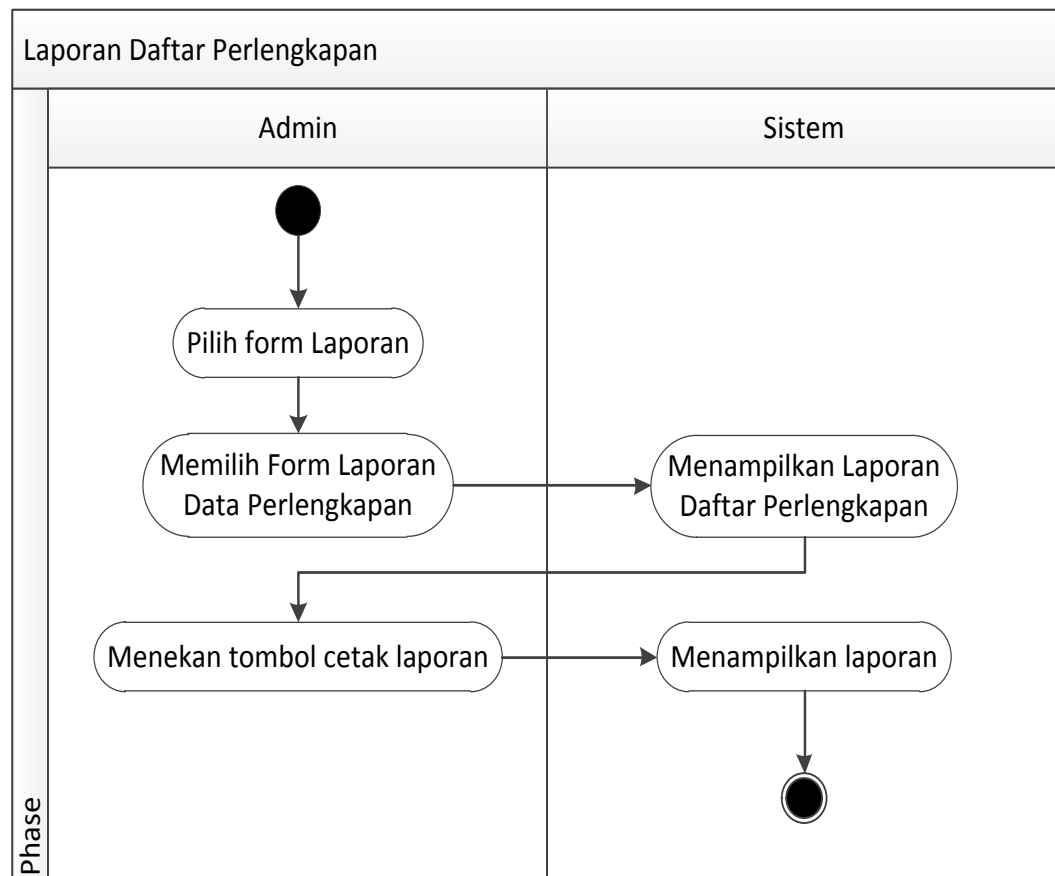 Laporan Daftar Perlengkapan
Admin
Sistem
Pilih form Laporan
Memilih Form Laporan
Data Perlengkapan
Menampilkan Laporan
Daftar Perlengkapan
Menekan tombol cetak laporan
Menampilkan laporan
Phase